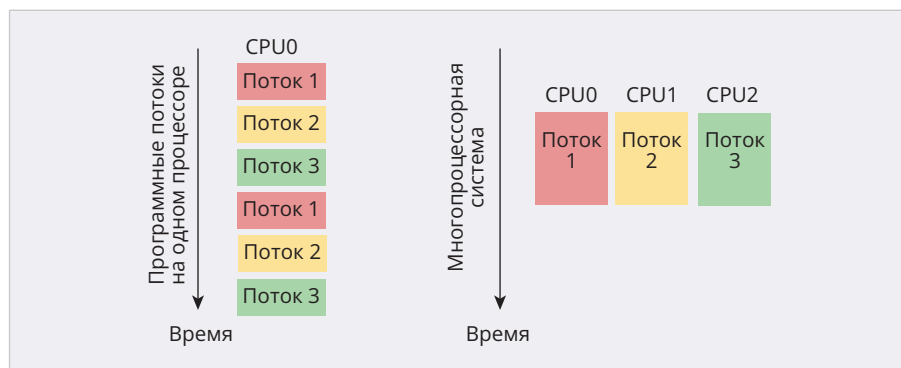 Программные потоки
на одном процессоре
CPU0
Поток 1
Поток 2
Поток 3
Поток 1
Поток 2
Поток 3
Время
Многопроцессорная
система
CPU0 CPU1 CPU2
Поток
1
Поток
2
Поток
3
Время